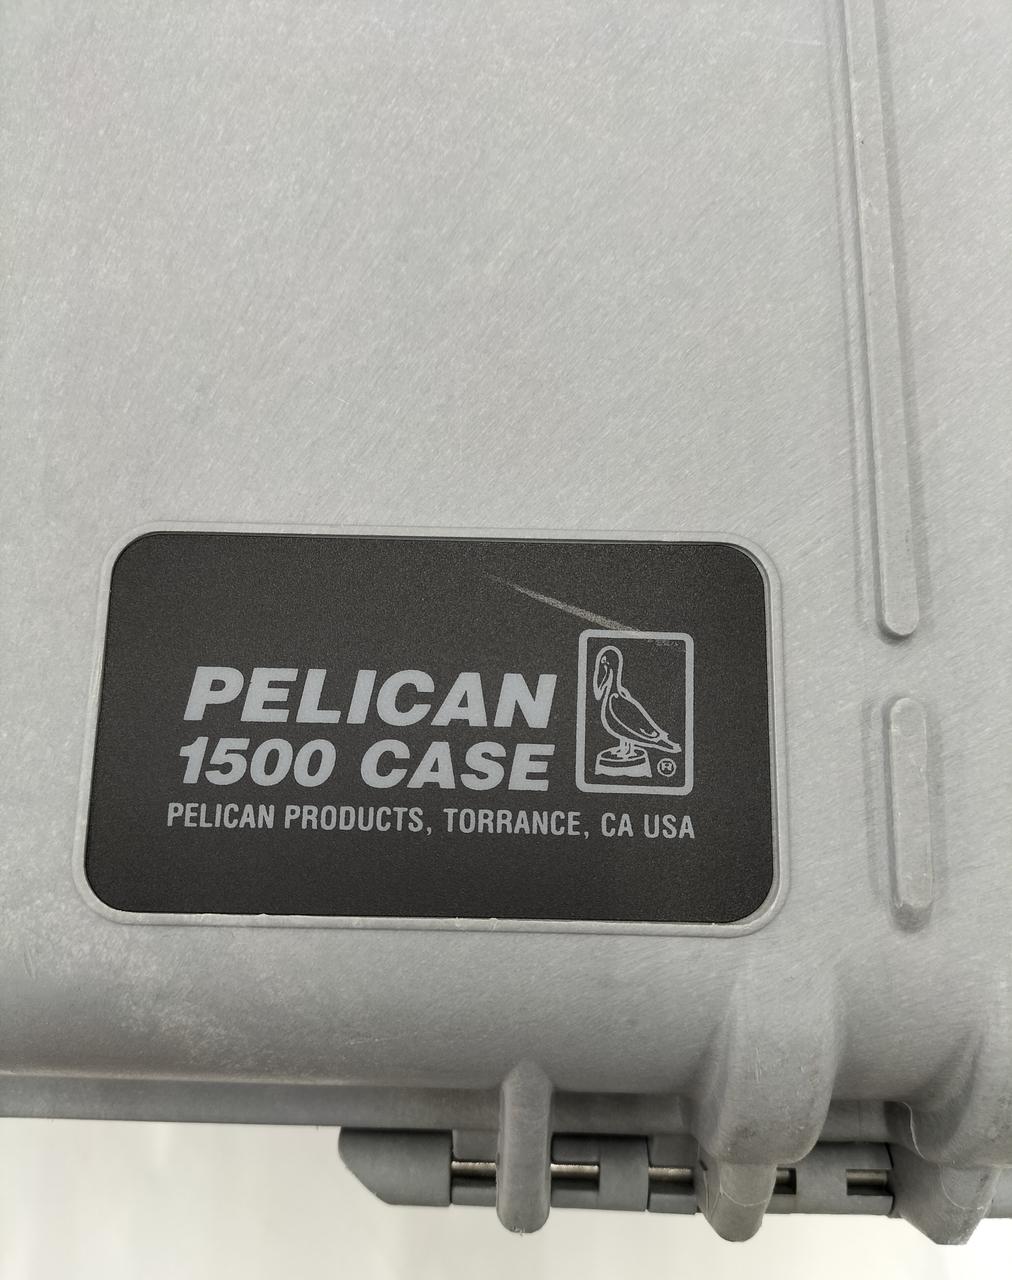 PELICAN
1500 CASE
®
PELICAN PRODUCTS, TORRANCE, CA USA